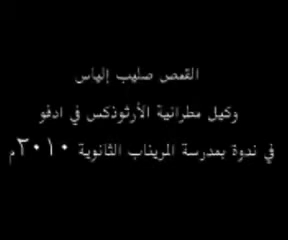 القمص صليب إلياس
وكيل مطرانية الأرثوذكس في ادفو
في ندوة بمدرسة المريناب الثانوية ٢٠١٠م